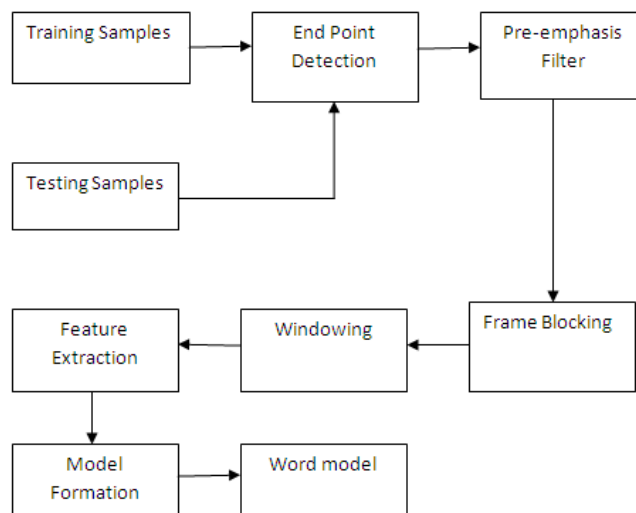 Training Samples
End Point
Detection
Pre-emphasis
Filter
Testing Samples
Feature
Extraction
Windowing
Frame Blocking
Model
Formation
Word model